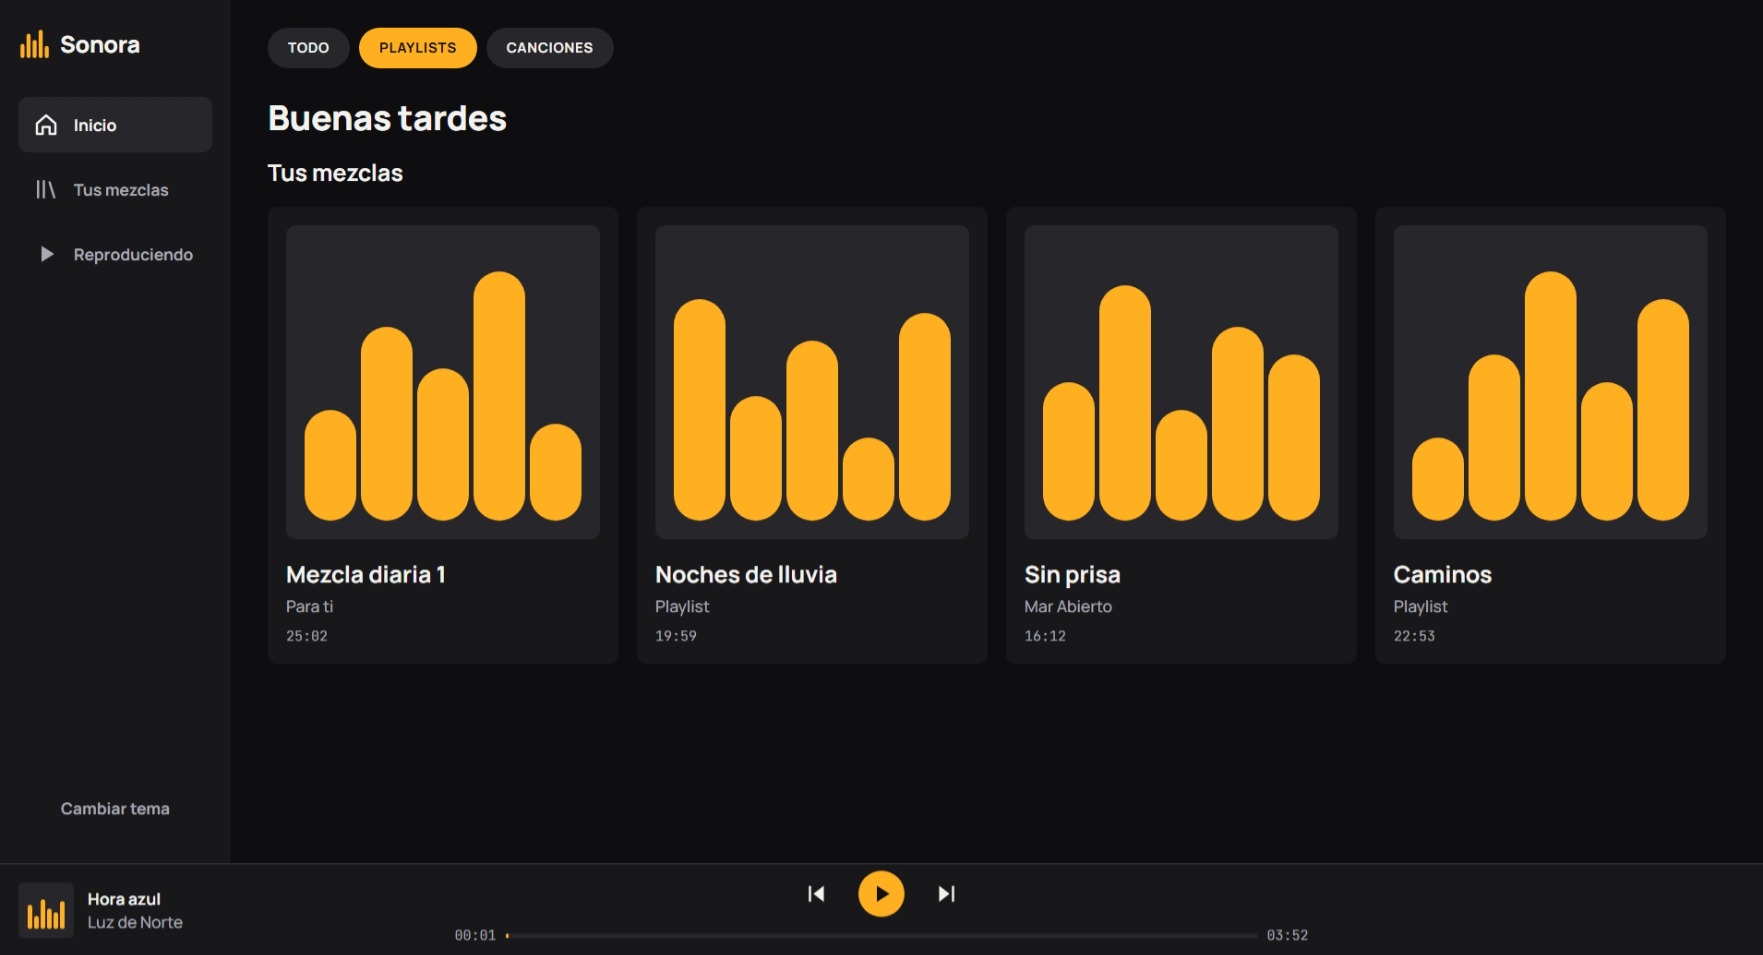 Sonora
Inicio
Tus mezclas
Reproduciendo
Cambiar tema
TODO
PLAYLISTS
CANCIONES
Buenas tardes
Tus mezclas
Mezcla diaria 1
Para ti
25:02
Noches de lluvia
Playlist
19:59
Sin prisa
Mar Abierto
16:12
Caminos
Playlist
22:53
Hora azul
Luz de Norte
00:01
03:52